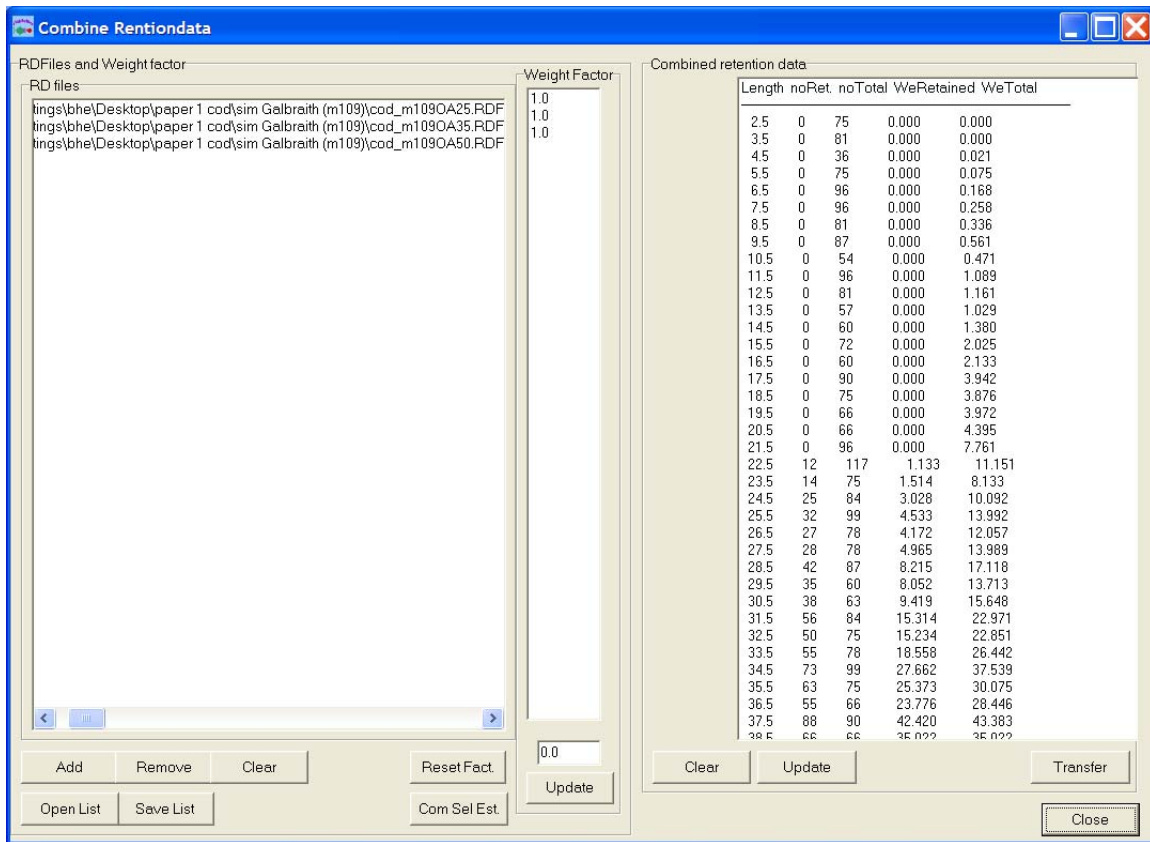 Combine Rentiondata
RDFiles and Weight factor
RD files
tings\bhe\Desktop\paper 1 cod\sim Galbraith (m109)\cod_m109OA25.RDF
tings\bhe\Desktop\paper 1 cod\sim Galbraith (m109)\cod_m109OA35.RDF
tings\bhe\Desktop\paper 1 cod\sim Galbraith (m109)\cod_m109OA50.RDF
Weight Factor
1.0
1.0
1.0
0.0
Update
Add Remove Clear Reset Fact.
Open List Save List Com Sel Est.
Combined retention data
Length noRet. noTotal WeRetained WeTotal
2.5 0 75 0.000 0.000
3.5 0 81 0.000 0.000
4.5 0 36 0.000 0.021
5.5 0 75 0.000 0.075
6.5 0 96 0.000 0.168
7.5 0 96 0.000 0.258
8.5 0 81 0.000 0.336
9.5 0 87 0.000 0.561
10.5 0 54 0.000 0.471
11.5 0 96 0.000 1.089
12.5 0 81 0.000 1.161
13.5 0 57 0.000 1.029
14.5 0 60 0.000 1.380
15.5 0 72 0.000 2.025
16.5 0 60 0.000 2.133
17.5 0 90 0.000 3.942
18.5 0 75 0.000 3.876
19.5 0 66 0.000 3.972
20.5 0 66 0.000 4.395
21.5 0 96 0.000 7.761
22.5 12 117 1.133 11.151
23.5 14 75 1.514 8.133
24.5 25 84 3.028 10.092
25.5 32 99 4.533 13.992
26.5 27 78 4.172 12.057
27.5 28 78 4.965 13.989
28.5 42 87 8.215 17.118
29.5 35 60 8.052 13.713
30.5 38 63 9.419 15.648
31.5 56 84 15.314 22.971
32.5 50 75 15.234 22.851
33.5 55 78 18.558 26.442
34.5 73 99 27.662 37.539
35.5 63 75 25.373 30.075
36.5 55 66 23.776 28.446
37.5 88 90 42.420 43.383
38.5 66 66 35.022 35.022
Clear Update Transfer
Close